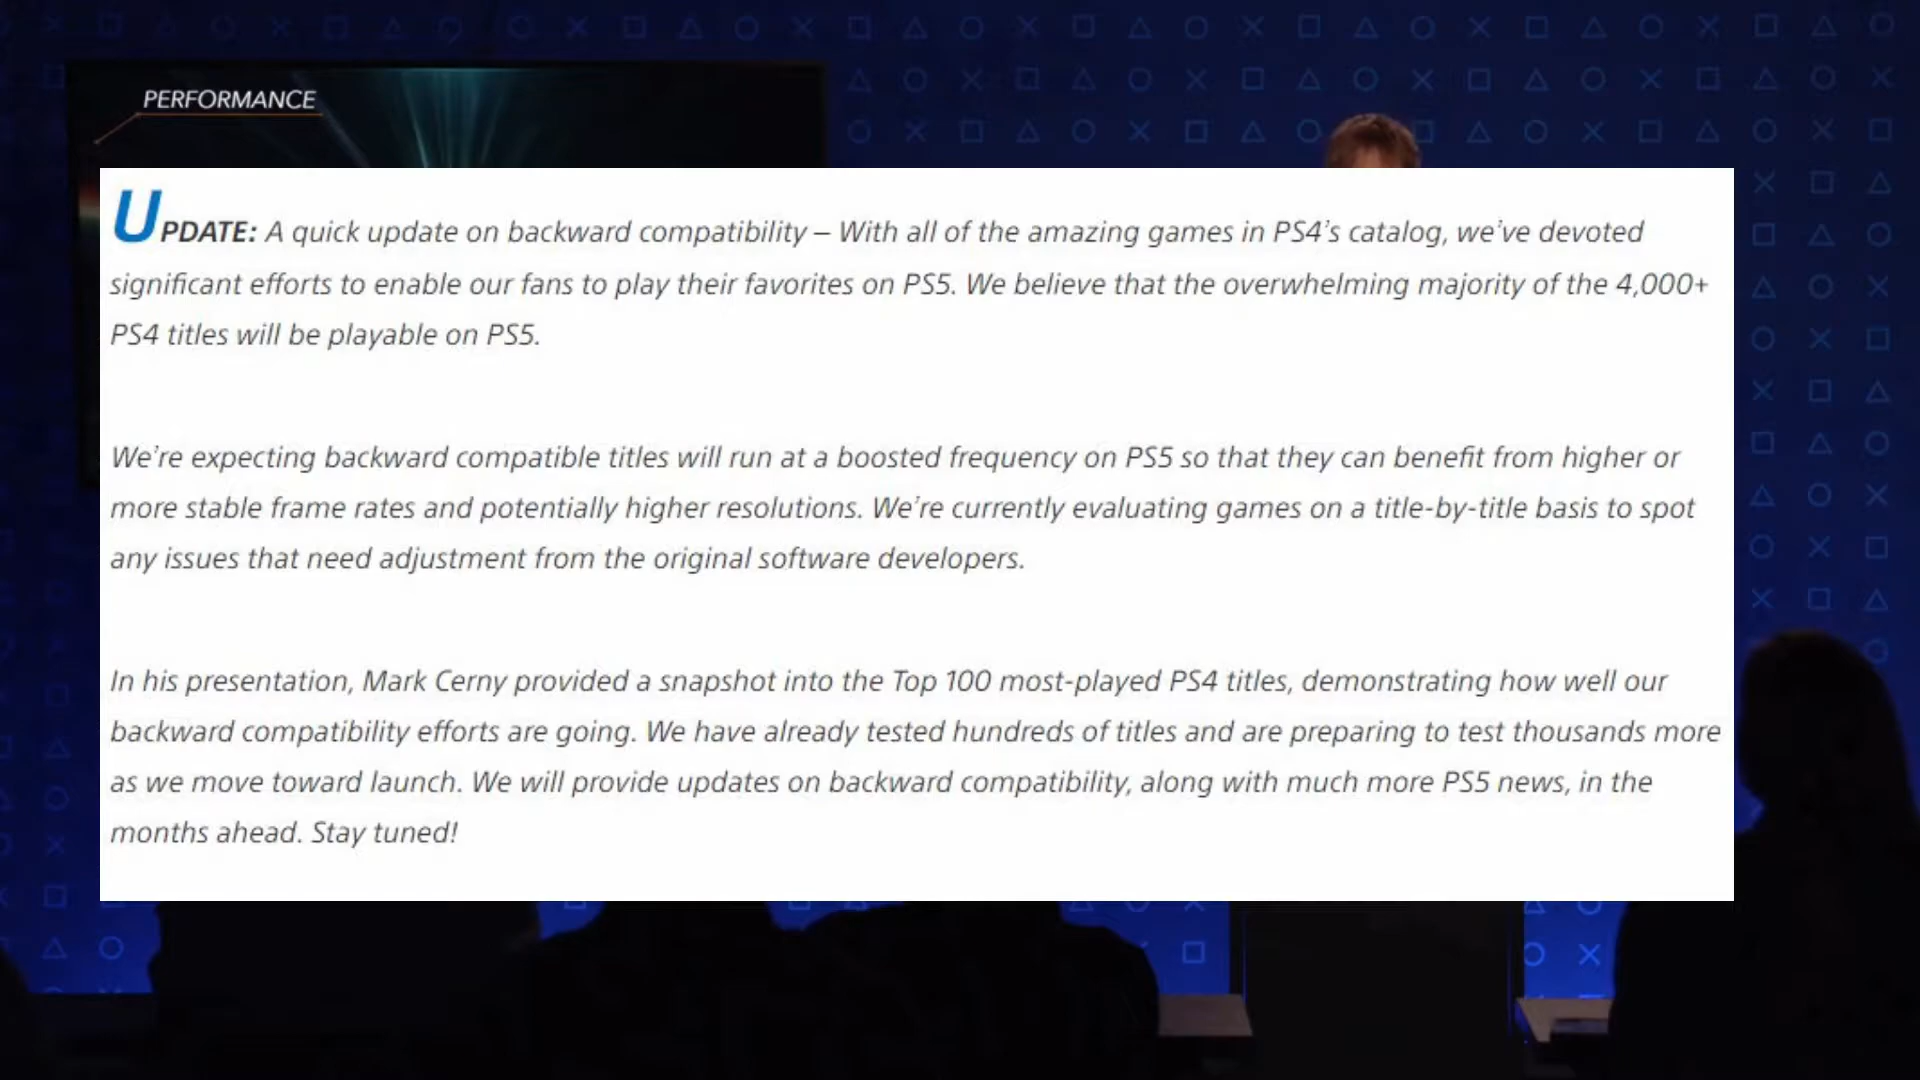 PERFORMANCE
UPDATE: A quick update on backward compatibility – With all of the amazing games in PS4’s catalog, we’ve devoted
significant efforts to enable our fans to play their favorites on PS5. We believe that the overwhelming majority of the 4,000+
PS4 titles will be playable on PS5.
We’re expecting backward compatible titles will run at a boosted frequency on PS5 so that they can benefit from higher or
more stable frame rates and potentially higher resolutions. We’re currently evaluating games on a title-by-title basis to spot
any issues that need adjustment from the original software developers.
In his presentation, Mark Cerny provided a snapshot into the Top 100 most-played PS4 titles, demonstrating how well our
backward compatibility efforts are going. We have already tested hundreds of titles and are preparing to test thousands more
as we move toward launch. We will provide updates on backward compatibility, along with much more PS5 news, in the
months ahead. Stay tuned!